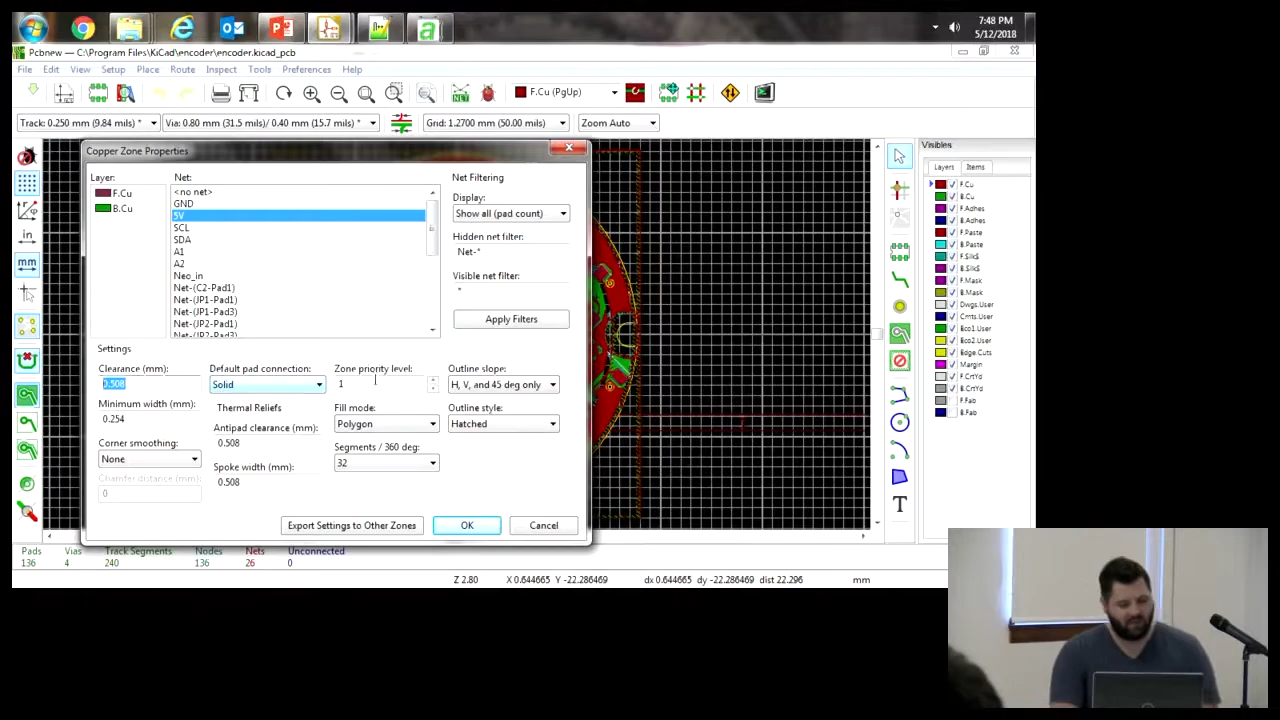 7:48 PM
5/12/2018
Pcbnew — C:\Program Files\KiCad\encoder\encoder.kicad_pcb
File Edit View Setup Place Route Inspect Tools Preferences Help
F.Cu (PgUp)
Track: 0.250 mm (9.84 mils) * Via: 0.80 mm (31.5 mils)/ 0.40 mm (15.7 mils) * Grid: 1.2700 mm (50.00 mils) Zoom Auto
Copper Zone Properties
Layer: Net: Net Filtering
F.Cu
B.Cu
<no net>
GND
5V
SCL
SDA
A1
A2
Neo_in
Net-(C2-Pad1)
Net-(JP1-Pad1)
Net-(JP1-Pad3)
Net-(JP2-Pad1)
Net-(JP2-Pad3)
Display:
Show all (pad count)
Hidden net filter:
Net-*
Visible net filter:
*
Apply Filters
Settings
Clearance (mm): Default pad connection: Zone priority level: Outline slope:
0.508 Solid 1 H, V, and 45 deg only
Minimum width (mm): Thermal Reliefs Fill mode: Outline style:
0.254 Antipad clearance (mm): Polygon Hatched
0.508
Corner smoothing: Segments / 360 deg:
None Spoke width (mm): 32
Chamfer distance (mm): 0.508
0
Export Settings to Other Zones OK Cancel
Visibles
Layers Items
F.Cu
B.Cu
F.Adhes
B.Adhes
F.Paste
B.Paste
F.SilkS
B.SilkS
F.Mask
B.Mask
Dwgs.User
Cmts.User
Eco1.User
Eco2.User
Edge.Cuts
Margin
F.CrtYd
B.CrtYd
F.Fab
B.Fab
in
mm
NET
T
Pads Vias Track Segments Nodes Nets Unconnected
136 4 240 136 26 0
Z 2.80 X 0.644665 Y -22.286469 dx 0.644665 dy -22.286469 dist 22.296 mm